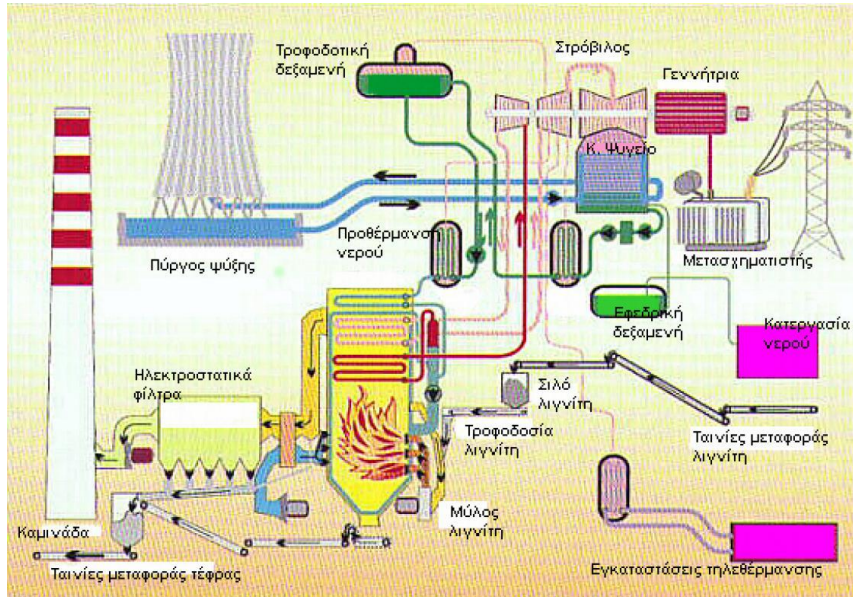 Τροφοδοτική
δεξαμενή
Στρόβιλος
Γεννήτρια
Κ. Ψυγείο
Προθέρμανση
νερού
Πύργος ψύξης
Μετασχηματιστής
Εφεδρική
δεξαμενή
Κατεργασία
νερού
Ηλεκτροστατικά
φίλτρα
Σιλό
λιγνίτη
Τροφοδοσία
λιγνίτη
Ταινίες μεταφοράς
λιγνίτη
Μύλος
λιγνίτη
Καμινάδα
Ταινίες μεταφοράς τέφρας
Εγκαταστάσεις τηλεθέρμανσης